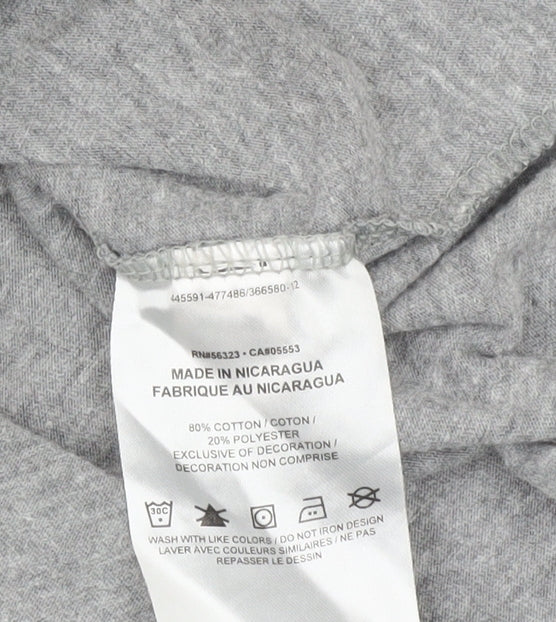 445591-477486/366580-12
RN#56323 • CA#05553
MADE IN NICARAGUA
FABRIQUE AU NICARAGUA
80% COTTON / COTON /
20% POLYESTER
EXCLUSIVE OF DECORATION /
DECORATION NON COMPRISE
30C
WASH WITH LIKE COLORS / DO NOT IRON DESIGN
LAVER AVEC COULEURS SIMILAIRES / NE PAS
REPASSER LE DESSIN